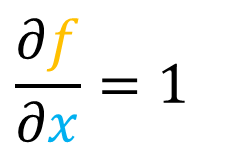 ∂f/∂x = 1